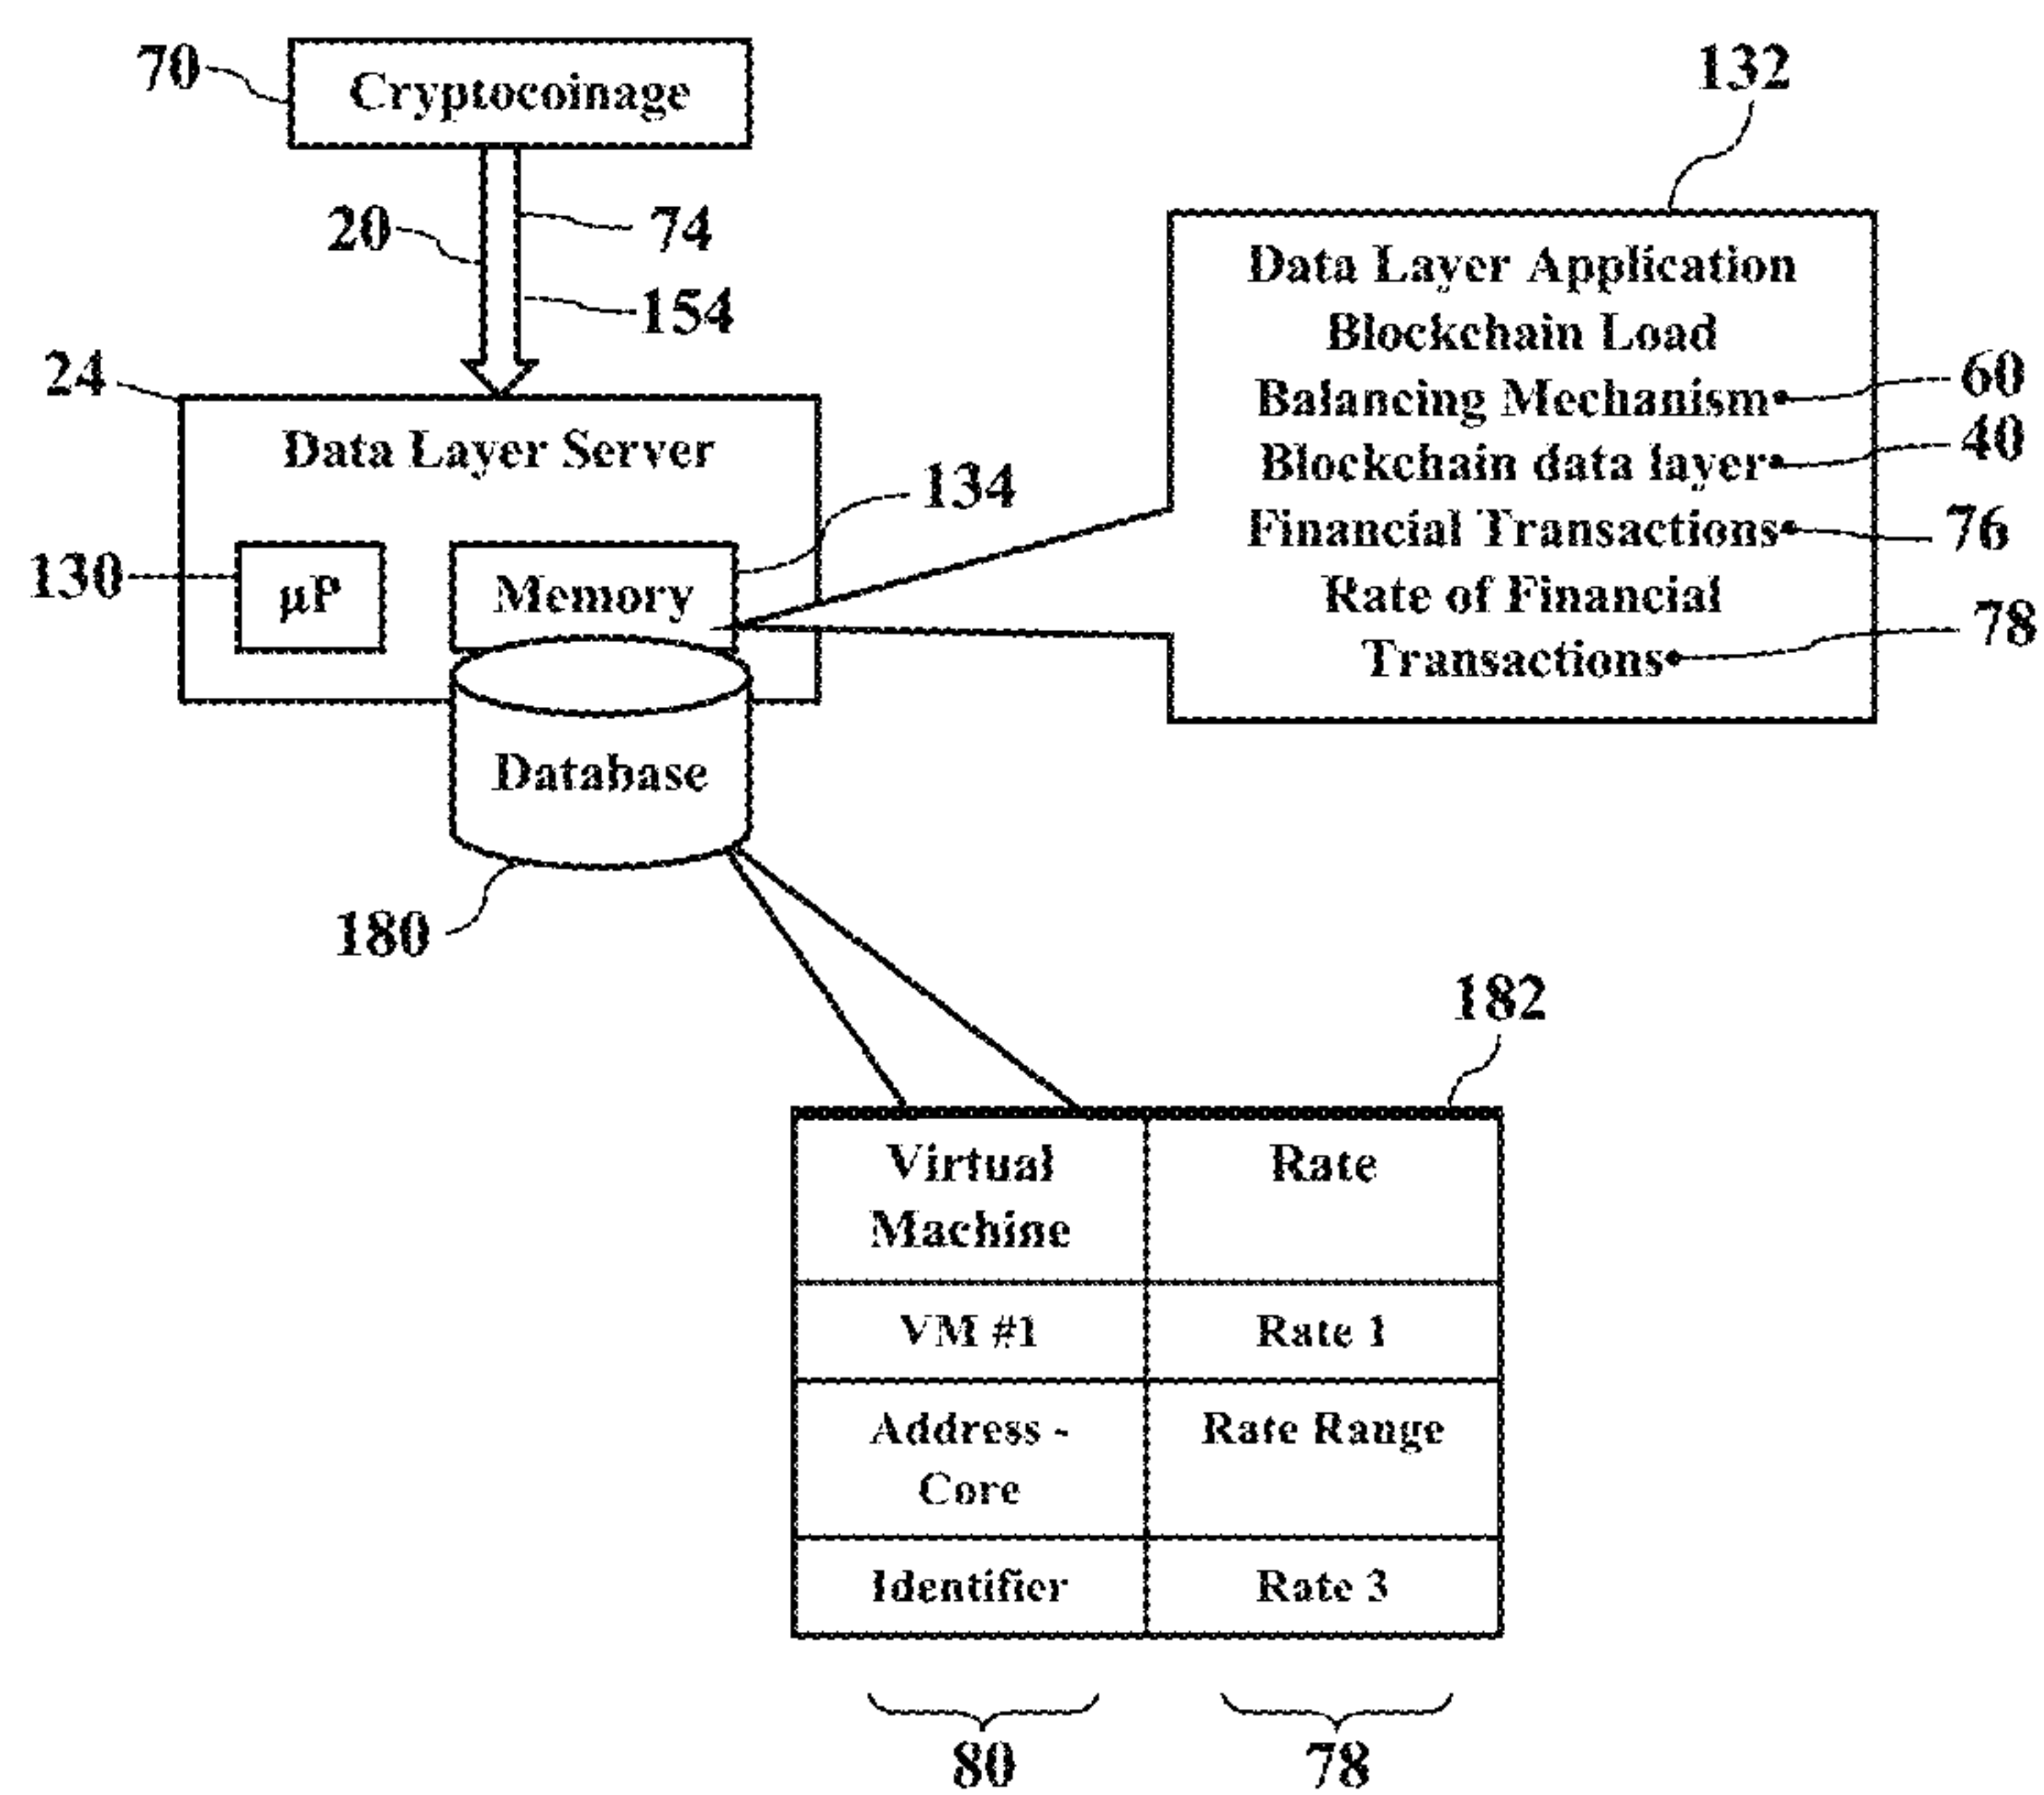 70
Cryptocoinage
20
74
154
24
Data Layer Server
134
130
µP
Memory
Database
180
132
Data Layer Application
Blockchain Load
Balancing Mechanism
60
Blockchain data layer
40
Financial Transactions
76
Rate of Financial
Transactions
78
182
Virtual
Machine
Rate
VM #1
Rate 1
Address -
Core
Rate Range
Identifier
Rate 3
80
78